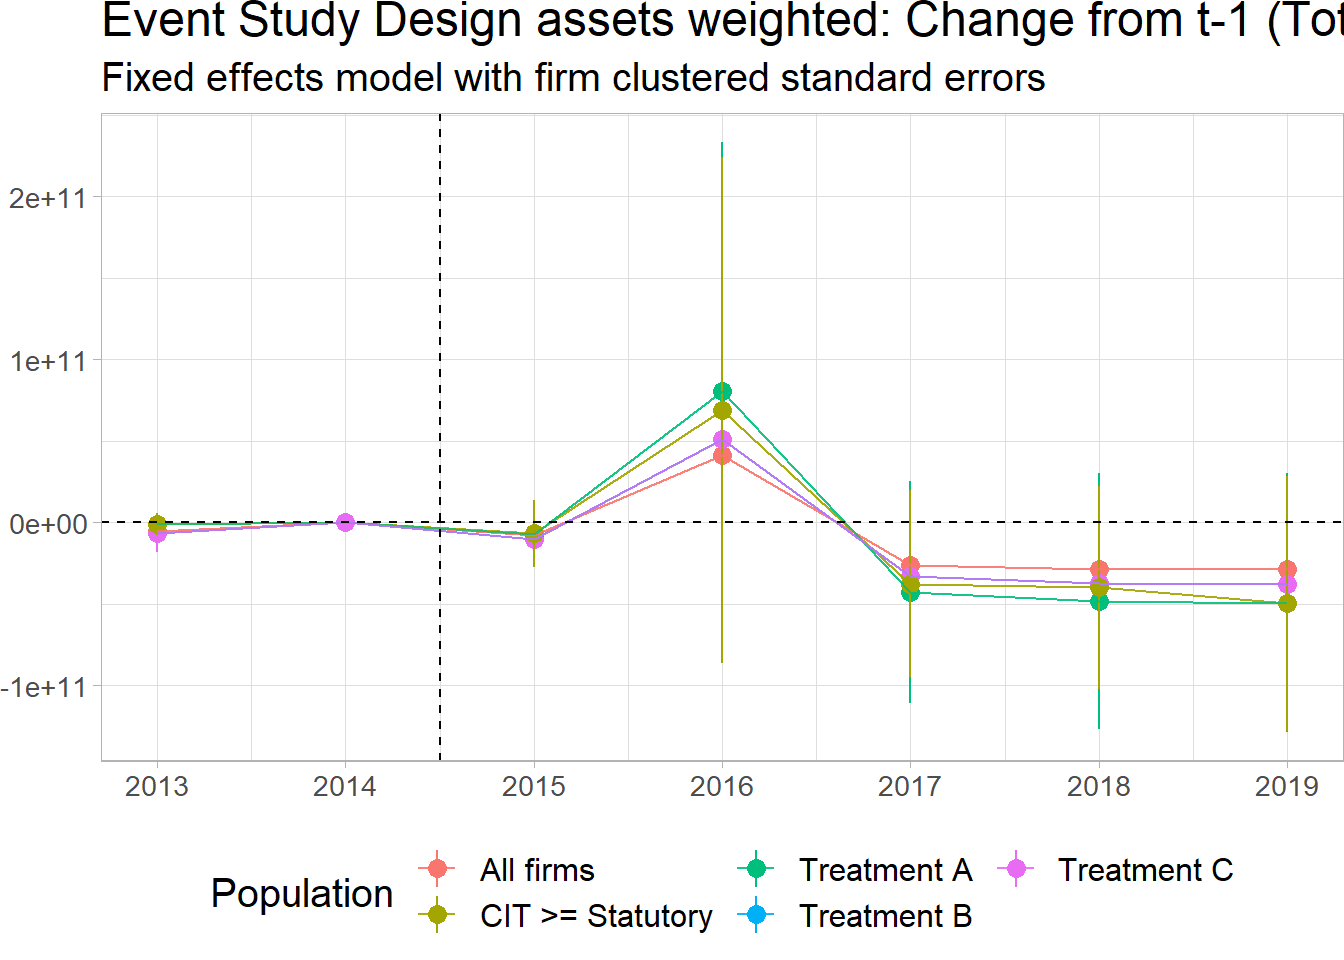 Event Study Design assets weighted: Change from t-1 (Tot
Fixed effects model with firm clustered standard errors
2e+11
1e+11
0e+00
-1e+11
2013 2014 2015 2016 2017 2018 2019
Population
All firms Treatment A Treatment C
CIT >= Statutory Treatment B